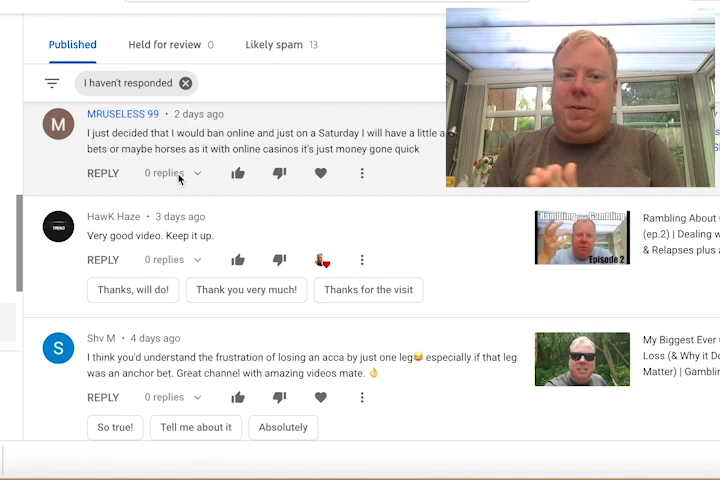 Published
Held for review 0
Likely spam 13
I haven't responded
M
MRUSELESS 99 • 2 days ago
I just decided that I would ban online and just on a Saturday I will have a little a
bets or maybe horses as it with online casinos it's just money gone quick
REPLY
0 replies
HawK Haze • 3 days ago
Very good video. Keep it up.
REPLY
0 replies
Thanks, will do!
Thank you very much!
Thanks for the visit
Rambling Gambling
Episode 2
Rambling About
(ep.2) | Dealing w
& Relapses plus a
S
Shv M • 4 days ago
I think you'd understand the frustration of losing an acca by just one leg😂 especially if that leg
was an anchor bet. Great channel with amazing videos mate. 👌
REPLY
0 replies
So true!
Tell me about it
Absolutely
My Biggest Ever
Loss (& Why it Do
Matter) | Gamblin